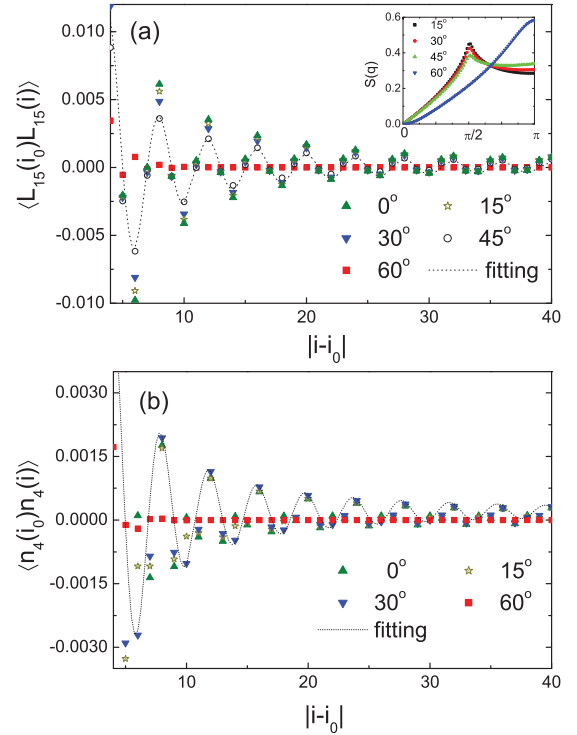 (a)
⟨L₁₅(i₀)L₁₅(i)⟩
0.010
0.005
0.000
-0.005
-0.010
10 20 30 40
|i-i₀|
0° 15°
30° 45°
60° fitting
S(q)
0.6
0.4
0.2
0.0
0 π/2 π
15°
30°
45°
60°
(b)
⟨n₄(i₀)n₄(i)⟩
0.0030
0.0015
0.0000
-0.0015
-0.0030
10 20 30 40
|i-i₀|
0° 15°
30° 60°
fitting